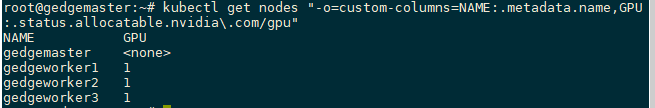 root@gedgemaster:~# kubectl get nodes "-o=custom-columns=NAME:.metadata.name,GPU
:.status.allocatable.nvidia\.com/gpu"
NAME GPU
gedgemaster <none>
gedgeworker1 1
gedgeworker2 1
gedgeworker3 1